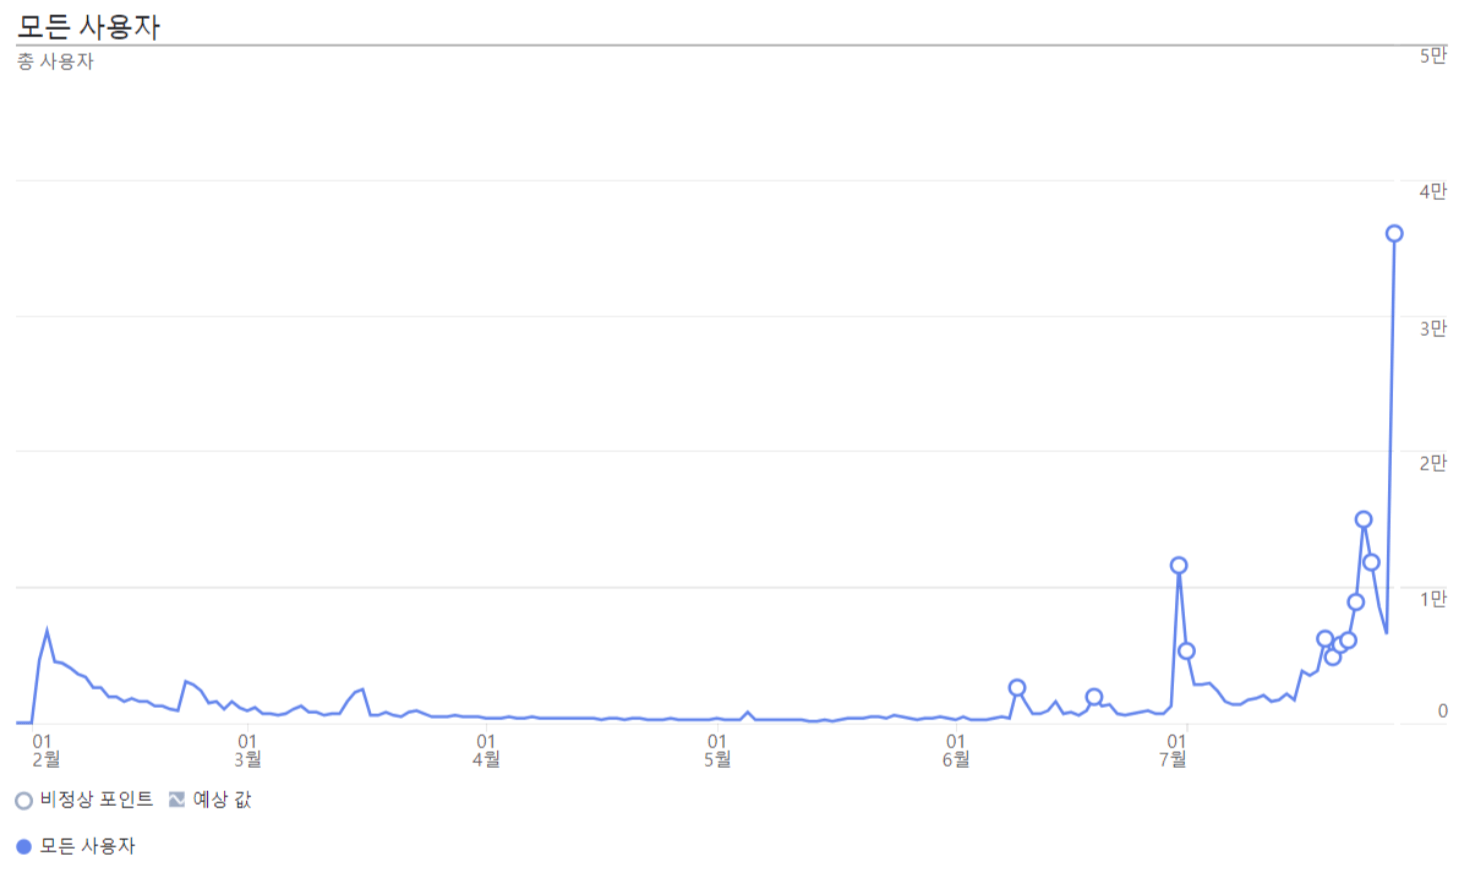 모든 사용자
총 사용자
5만
4만
3만
2만
1만
0
01 01 01 01 01 01
2월 3월 4월 5월 6월 7월
비정상 포인트 예상 값
모든 사용자